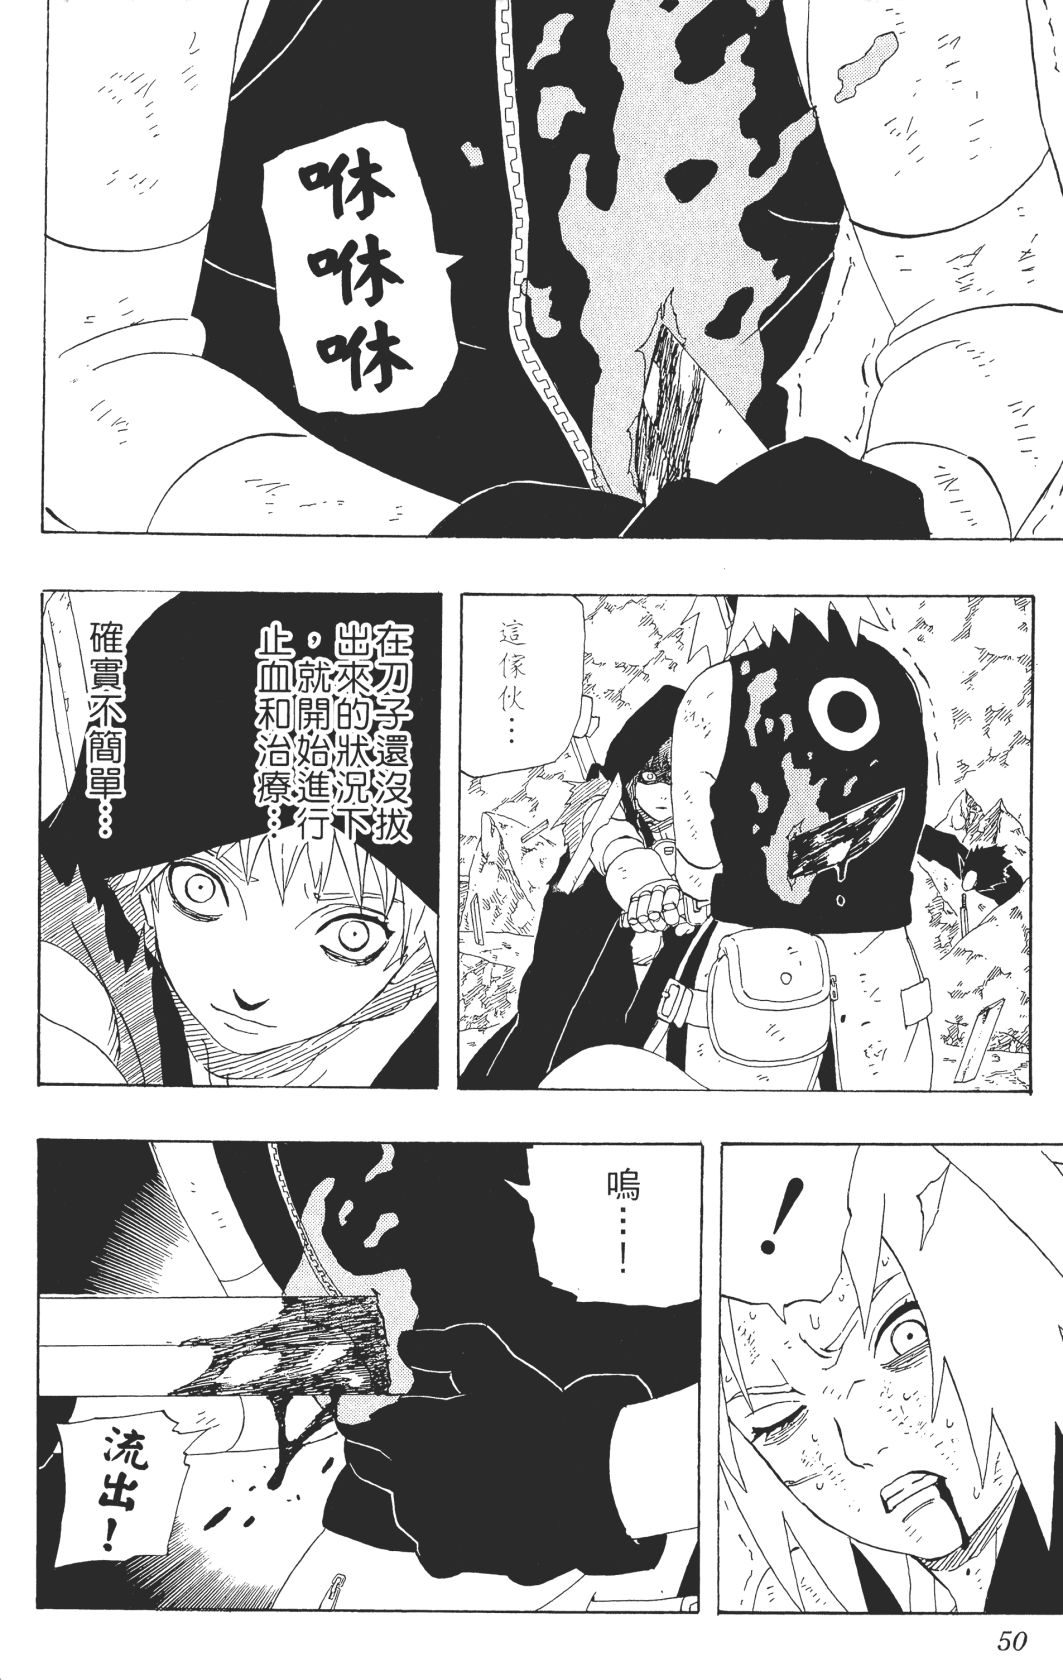 咻
咻
咻
這傢伙…
在刀子還沒拔
出來的狀況下
，就開始進行
止血和治療…
確實不簡單…
！
嗚…！
流出！
50